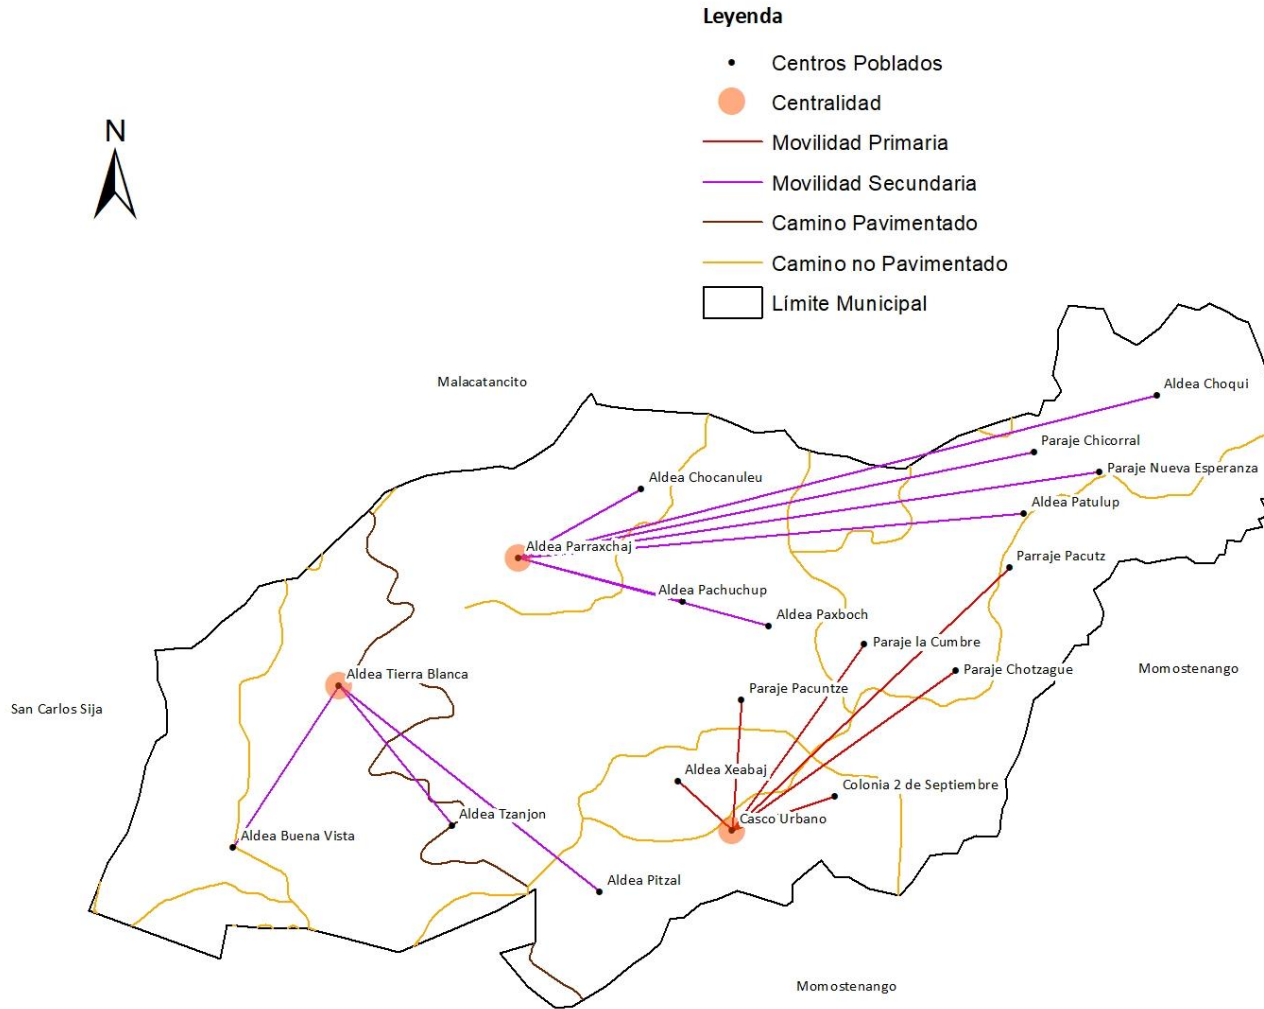 Leyenda
Centros Poblados
Centralidad
N
Movilidad Primaria
Movilidad Secundaria
Camino Pavimentado
Camino no Pavimentado
Límite Municipal
Malacatancito
Aldea Choqui
Paraje Chicorral
Paraje Nueva Esperanza
Aldea Chocanuleu
Aldea Patulup
Aldea Parraxchaj
Parraje Pacutz
Aldea Pachuchup
Aldea Paxboch
Paraje la Cumbre
Momostenango
Paraje Chotzague
Aldea Tierra Blanca
Paraje Pacuntze
San Carlos Sija
Aldea Xeabaj
Colonia 2 de Septiembre
Aldea Tzanjon
Casco Urbano
Aldea Buena Vista
Aldea Pitzal
Momostenango